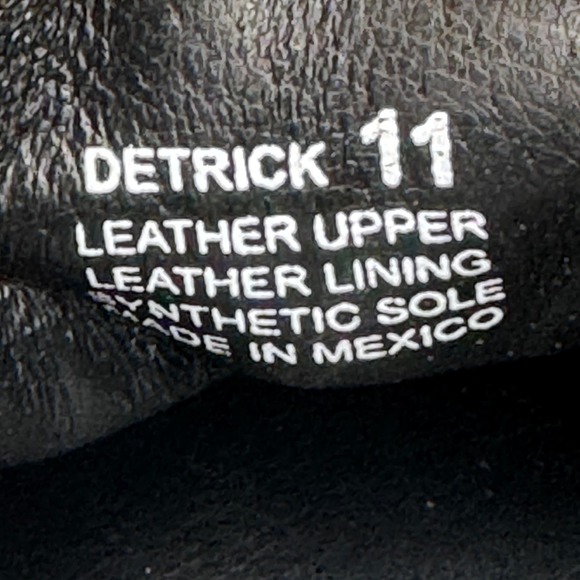 DETRICK 11
LEATHER UPPER
LEATHER LINING
SYNTHETIC SOLE
MADE IN MEXICO